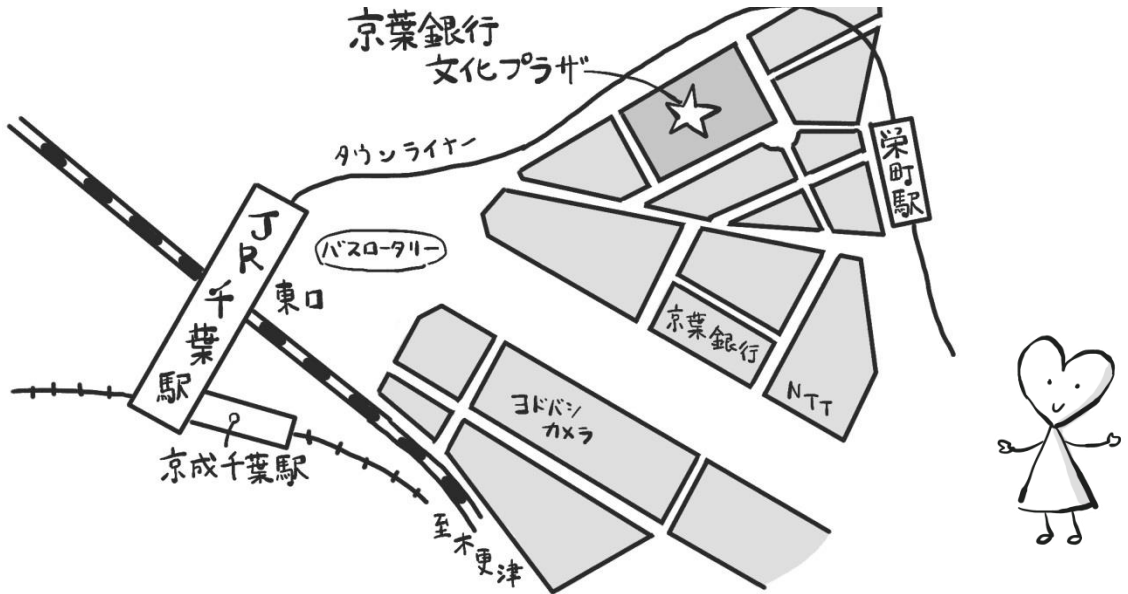 京葉銀行
文化プラザ
タウンライナー
栄町駅
JR千葉駅
バスロータリー
東口
京葉銀行
NTT
ヨドバシ
カメラ
京成千葉駅
至木更津